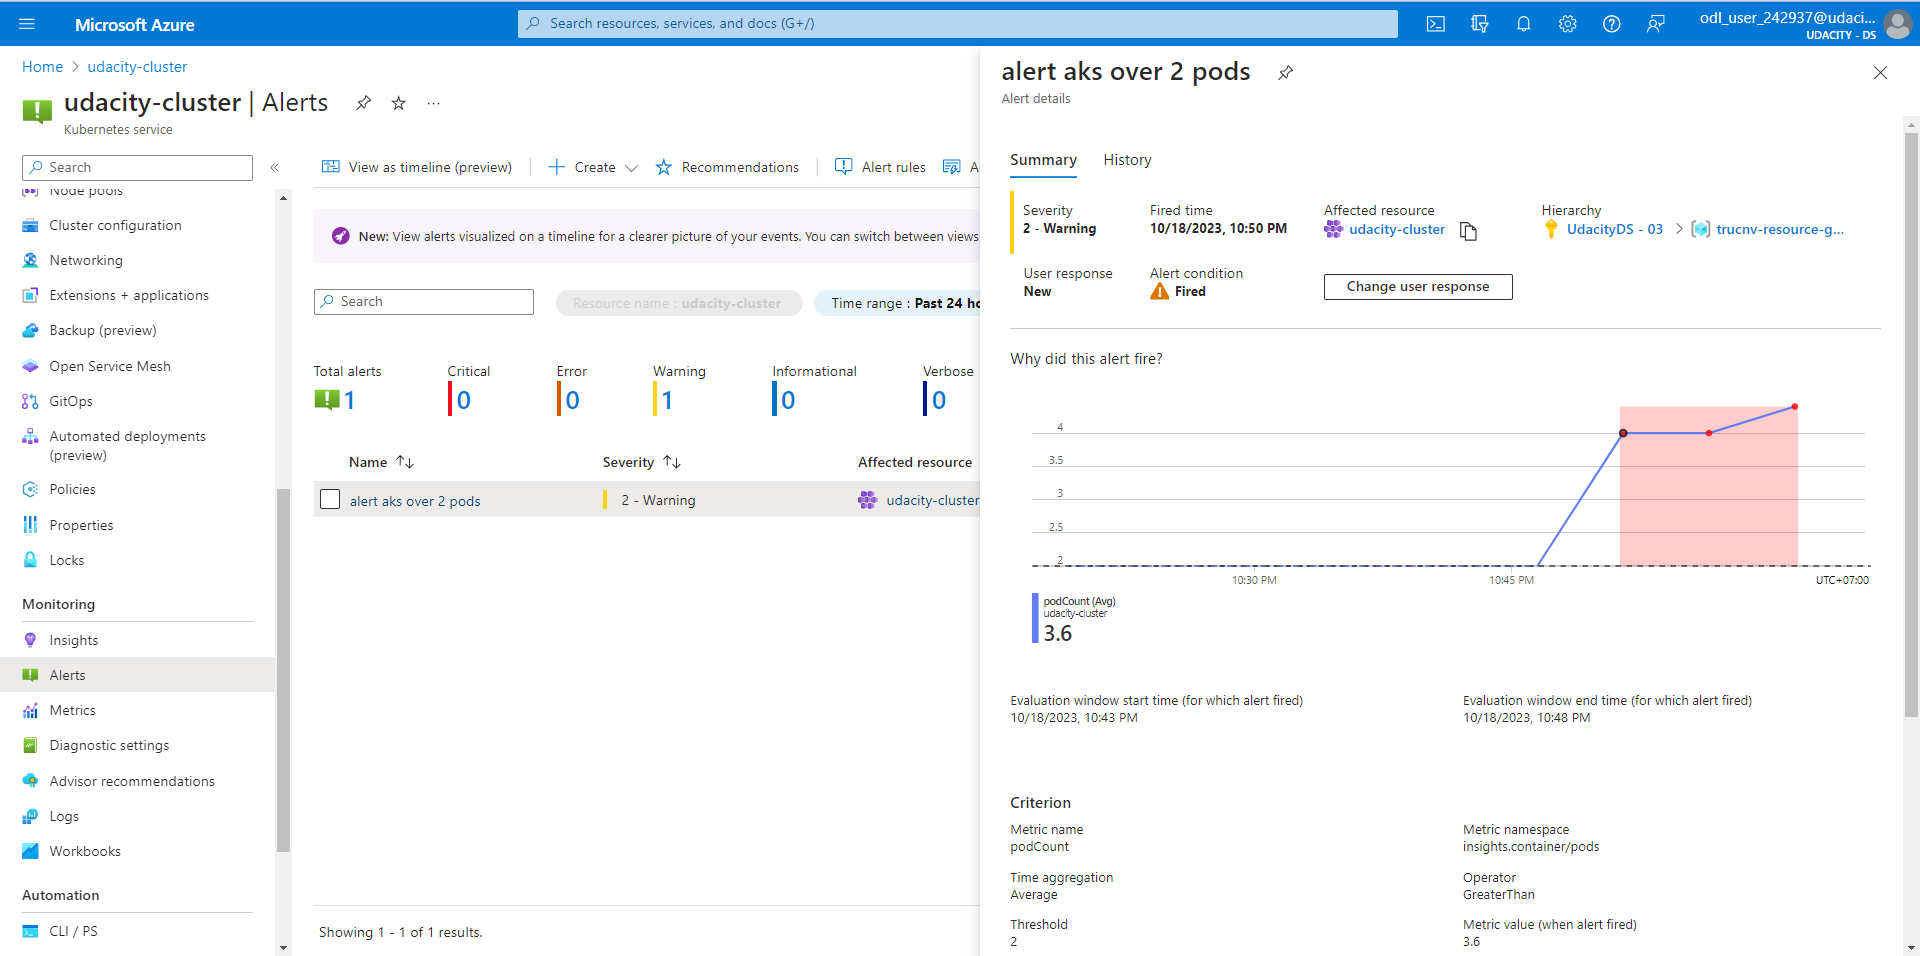 Microsoft Azure
Search resources, services, and docs (G+/)
odl_user_242937@udaci...
UDACITY - DS
Home > udacity-cluster
udacity-cluster | Alerts
Kubernetes service
Search
Node pools
Cluster configuration
Networking
Extensions + applications
Backup (preview)
Open Service Mesh
GitOps
Automated deployments
(preview)
Policies
Properties
Locks
Monitoring
Insights
Alerts
Metrics
Diagnostic settings
Advisor recommendations
Logs
Workbooks
Automation
CLI / PS
View as timeline (preview) Create Recommendations Alert rules A
New: View alerts visualized on a timeline for a clearer picture of your events. You can switch between views
Search
Resource name : udacity-cluster
Time range : Past 24 ho
Total alerts Critical Error Warning Informational Verbose
1 0 0 1 0 0
Name Severity Affected resource
alert aks over 2 pods 2 - Warning udacity-cluster
Showing 1 - 1 of 1 results.
alert aks over 2 pods
Alert details
Summary History
Severity Fired time Affected resource Hierarchy
2 - Warning 10/18/2023, 10:50 PM udacity-cluster UdacityDS - 03 > trucnv-resource-g...
User response Alert condition
New Fired
Change user response
Why did this alert fire?
4
3.5
3
2.5
2
10:30 PM 10:45 PM UTC+07:00
podCount (Avg)
udacity-cluster
3.6
Evaluation window start time (for which alert fired) Evaluation window end time (for which alert fired)
10/18/2023, 10:43 PM 10/18/2023, 10:48 PM
Criterion
Metric name Metric namespace
podCount insights.container/pods
Time aggregation Operator
Average GreaterThan
Threshold Metric value (when alert fired)
2 3.6